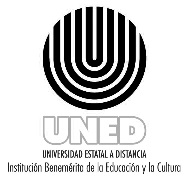 UNED
UNIVERSIDAD ESTATAL A DISTANCIA
Institución Benemérita de la Educación y la Cultura